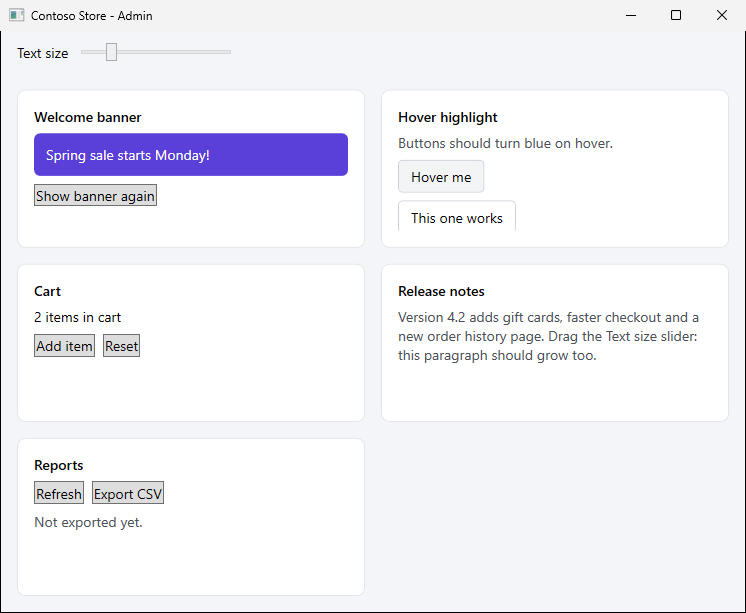 Contoso Store - Admin
Text size
Welcome banner
Spring sale starts Monday!
Show banner again
Hover highlight
Buttons should turn blue on hover.
Hover me
This one works
Cart
2 items in cart
Add item
Reset
Release notes
Version 4.2 adds gift cards, faster checkout and a
new order history page. Drag the Text size slider:
this paragraph should grow too.
Reports
Refresh
Export CSV
Not exported yet.